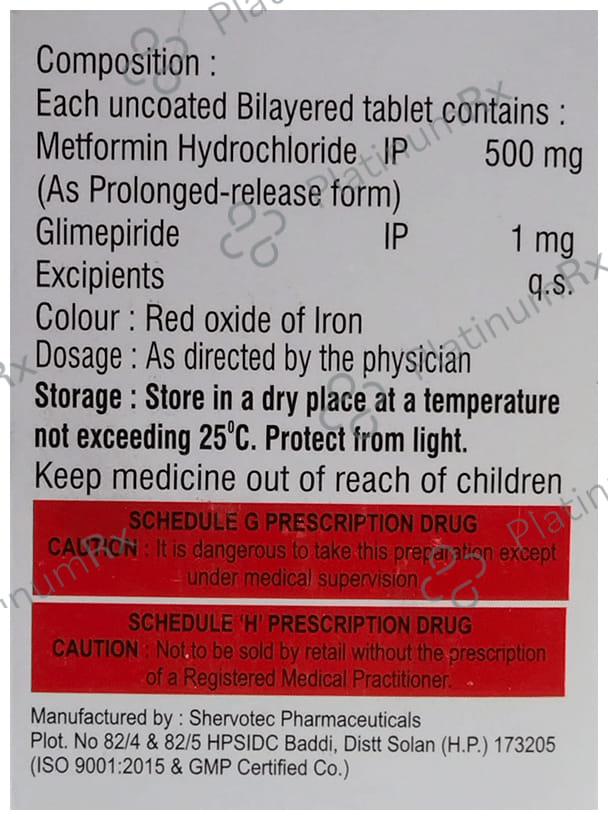 Composition :
Each uncoated Bilayered tablet contains :
Metformin Hydrochloride IP 500 mg
(As Prolonged-release form)
Glimepiride IP 1 mg
Excipients q.s.
Colour : Red oxide of Iron
Dosage : As directed by the physician
Storage : Store in a dry place at a temperature
not exceeding 25°C. Protect from light.
Keep medicine out of reach of children
SCHEDULE G PRESCRIPTION DRUG
CAUTION : It is dangerous to take this preparation except
under medical supervision
SCHEDULE 'H' PRESCRIPTION DRUG
CAUTION : Not to be sold by retail without the prescription
of a Registered Medical Practitioner.
Manufactured by : Shervotec Pharmaceuticals
Plot. No 82/4 & 82/5 HPSIDC Baddi, Distt Solan (H.P.) 173205
(ISO 9001:2015 & GMP Certified Co.)
PlatinumRx
PlatinumRx
Platin
inumRx
Rx